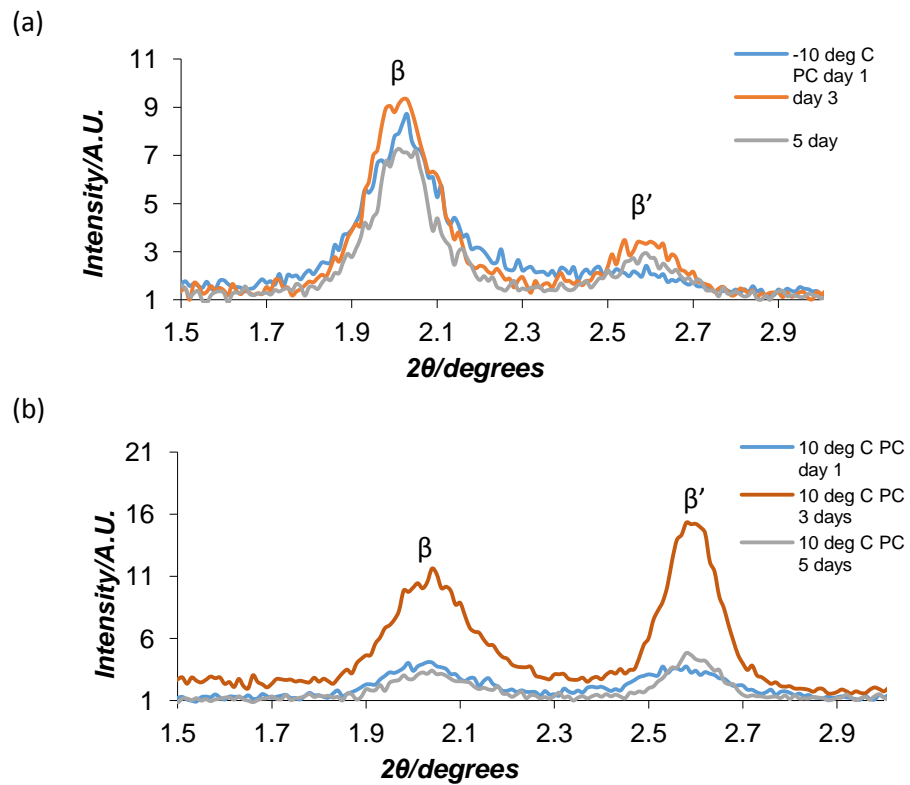 (a)
11
9
7
5
3
1
Intensity/A.U.
β
β’
-10 deg C
PC day 1
day 3
5 day
1.5
1.7
1.9
2.1
2.3
2.5
2.7
2.9
2θ/degrees
(b)
21
16
11
6
1
Intensity/A.U.
β
β’
10 deg C PC
day 1
10 deg C PC
3 days
10 deg C PC
5 days
1.5
1.7
1.9
2.1
2.3
2.5
2.7
2.9
2θ/degrees